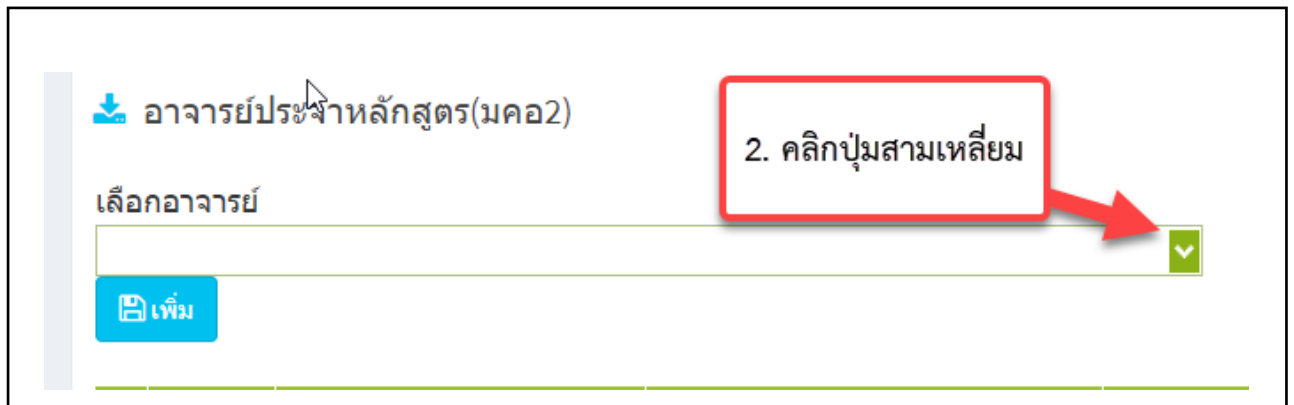 อาจารย์ประจำหลักสูตร(มคอ2)
2. คลิกปุ่มสามเหลี่ยม
เลือกอาจารย์
เพิ่ม